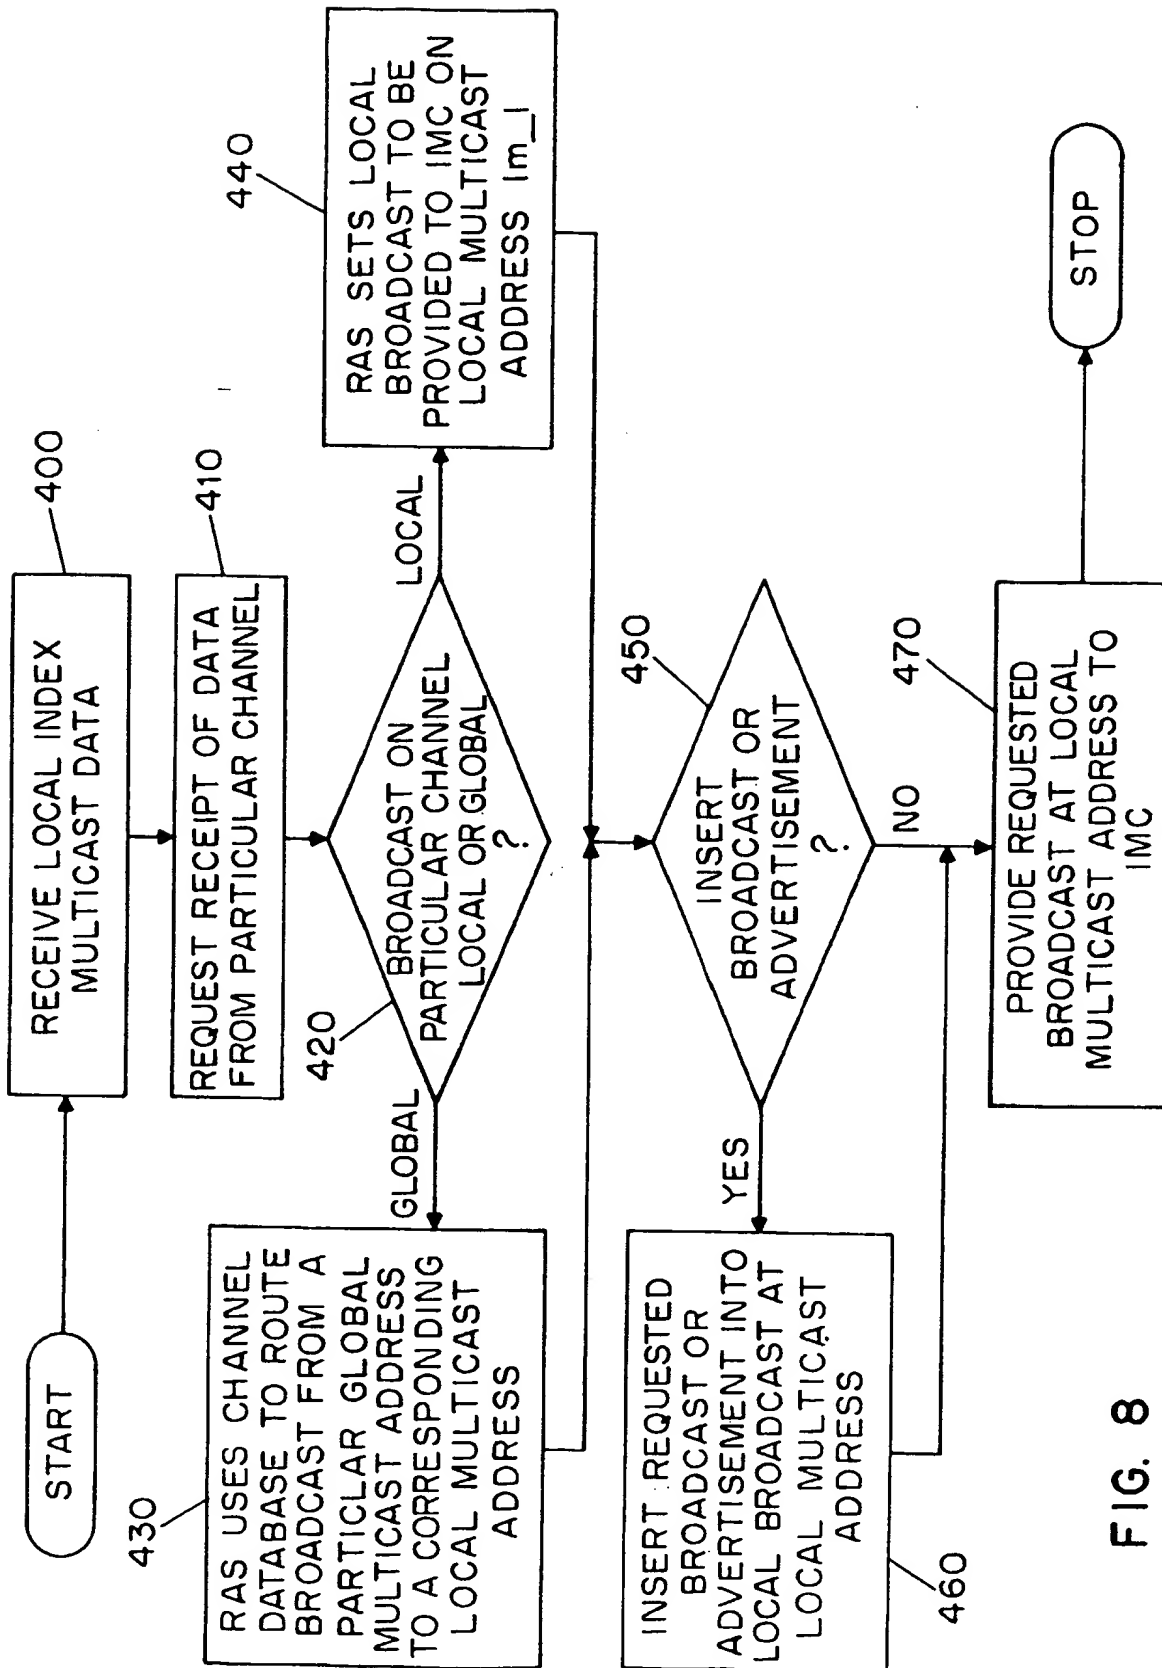 START
RECEIVE LOCAL INDEX
MULTICAST DATA
400
REQUEST RECEIPT OF DATA
FROM PARTICULAR CHANNEL
410
BROADCAST ON
PARTICULAR CHANNEL
LOCAL OR GLOBAL
?
420
GLOBAL
LOCAL
430
RAS USES CHANNEL
DATABASE TO ROUTE
BROADCAST FROM A
PARTICLAR GLOBAL
MULTICAST ADDRESS
TO A CORRESPONDING
LOCAL MULTICAST
ADDRESS
440
RAS SETS LOCAL
BROADCAST TO BE
PROVIDED TO IMC ON
LOCAL MULTICAST
ADDRESS lm_l
INSERT
BROADCAST OR
ADVERTISEMENT
?
450
YES
NO
INSERT REQUESTED
BROADCAST OR
ADVERTISEMENT INTO
LOCAL BROADCAST AT
LOCAL MULTICAST
ADDRESS
460
PROVIDE REQUESTED
BROADCAST AT LOCAL
MULTICAST ADDRESS TO
IMC
470
STOP
FIG. 8